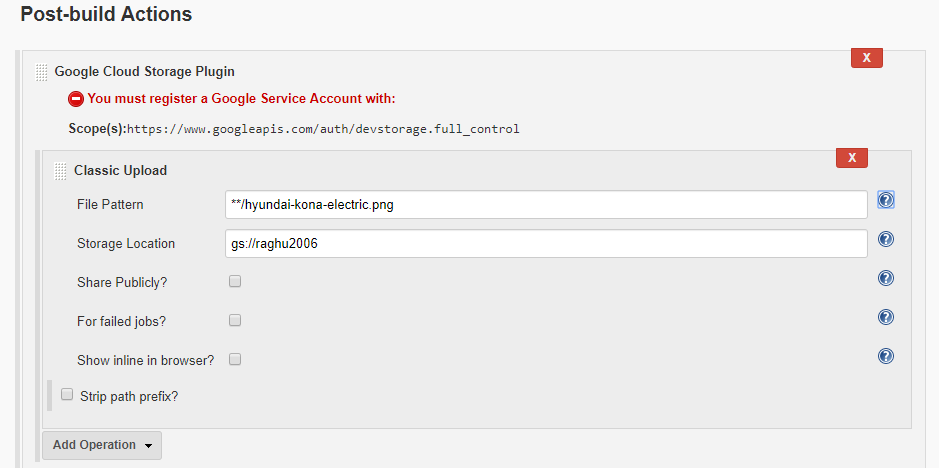 Post-build Actions
X
Google Cloud Storage Plugin
You must register a Google Service Account with:
Scope(s):https://www.googleapis.com/auth/devstorage.full_control
X
Classic Upload
File Pattern **/hyundai-kona-electric.png ?
Storage Location gs://raghu2006 ?
Share Publicly? ?
For failed jobs? ?
Show inline in browser? ?
Strip path prefix?
Add Operation